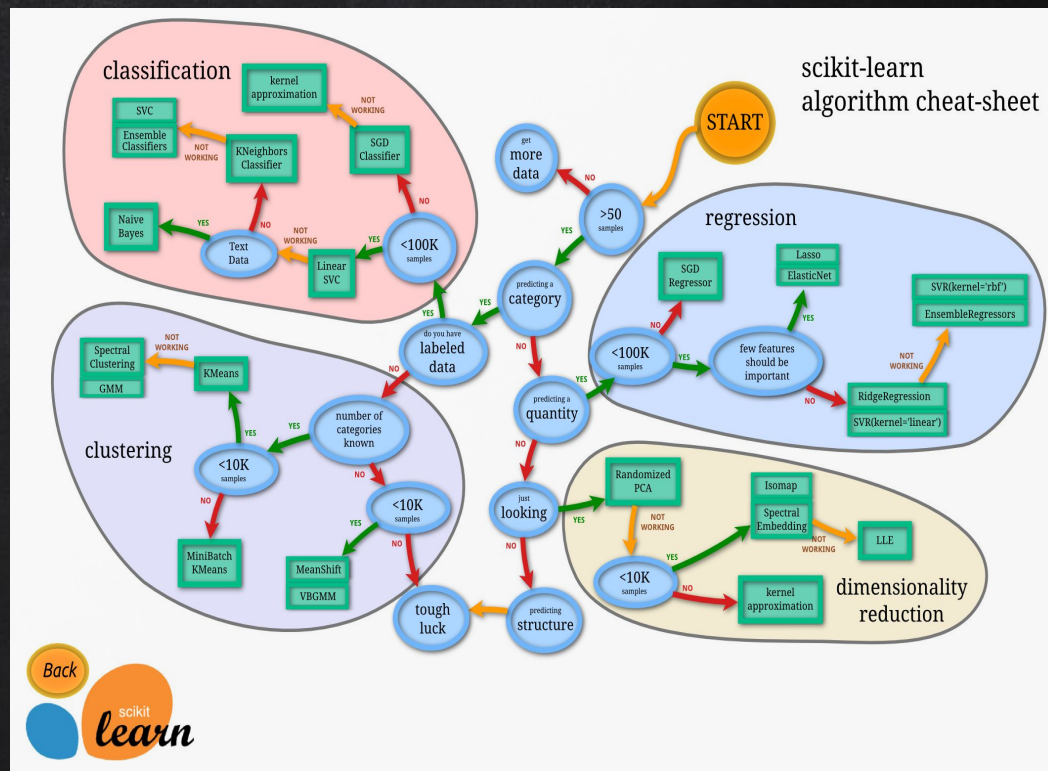 scikit-learn
algorithm cheat-sheet
START
get
more
data
NO
>50
samples
YES
predicting a
category
YES
NO
do you have
labeled
data
YES
NO
predicting a
quantity
YES
NO
just
looking
YES
NO
predicting
structure
tough
luck
classification
kernel
approximation
NOT
WORKING
SGD
Classifier
NO
<100K
samples
YES
Linear
SVC
NOT
WORKING
Text
Data
YES
Naive
Bayes
NO
KNeighbors
Classifier
NOT
WORKING
SVC
Ensemble
Classifiers
regression
<100K
samples
NO
SGD
Regressor
YES
few features
should be
important
YES
Lasso
ElasticNet
NO
RidgeRegression
SVR(kernel='linear')
NOT
WORKING
SVR(kernel='rbf')
EnsembleRegressors
clustering
number of
categories
known
YES
NO
<10K
samples
YES
KMeans
NOT
WORKING
Spectral
Clustering
GMM
NO
MiniBatch
KMeans
<10K
samples
YES
MeanShift
VBGMM
NO
dimensionality
reduction
Randomized
PCA
NOT
WORKING
<10K
samples
YES
Isomap
Spectral
Embedding
NOT
WORKING
LLE
NO
kernel
approximation
Back
scikit
learn